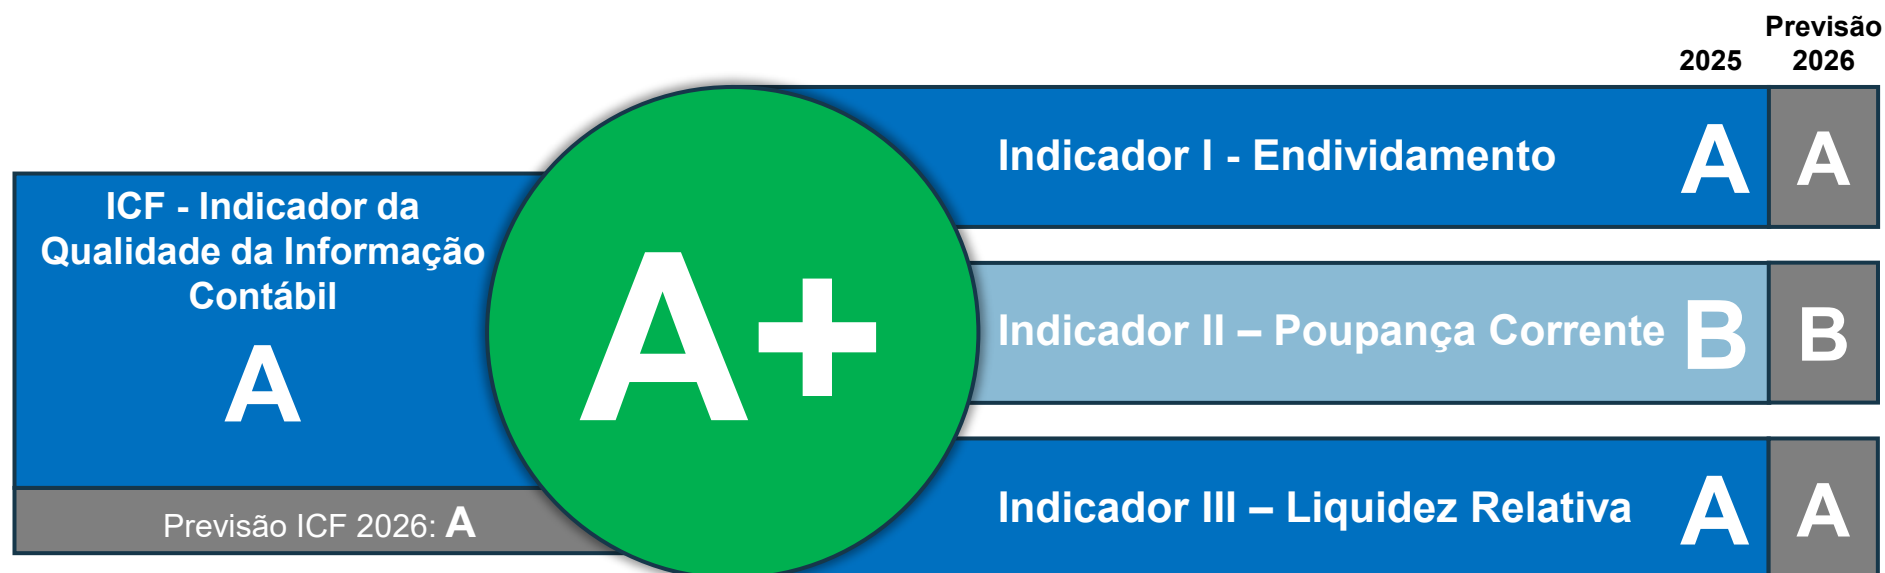 Previsão
2025 2026
ICF - Indicador da
Qualidade da Informação
Contábil
A
Previsão ICF 2026: A
A+
Indicador I - Endividamento A A
Indicador II – Poupança Corrente B B
Indicador III – Liquidez Relativa A A